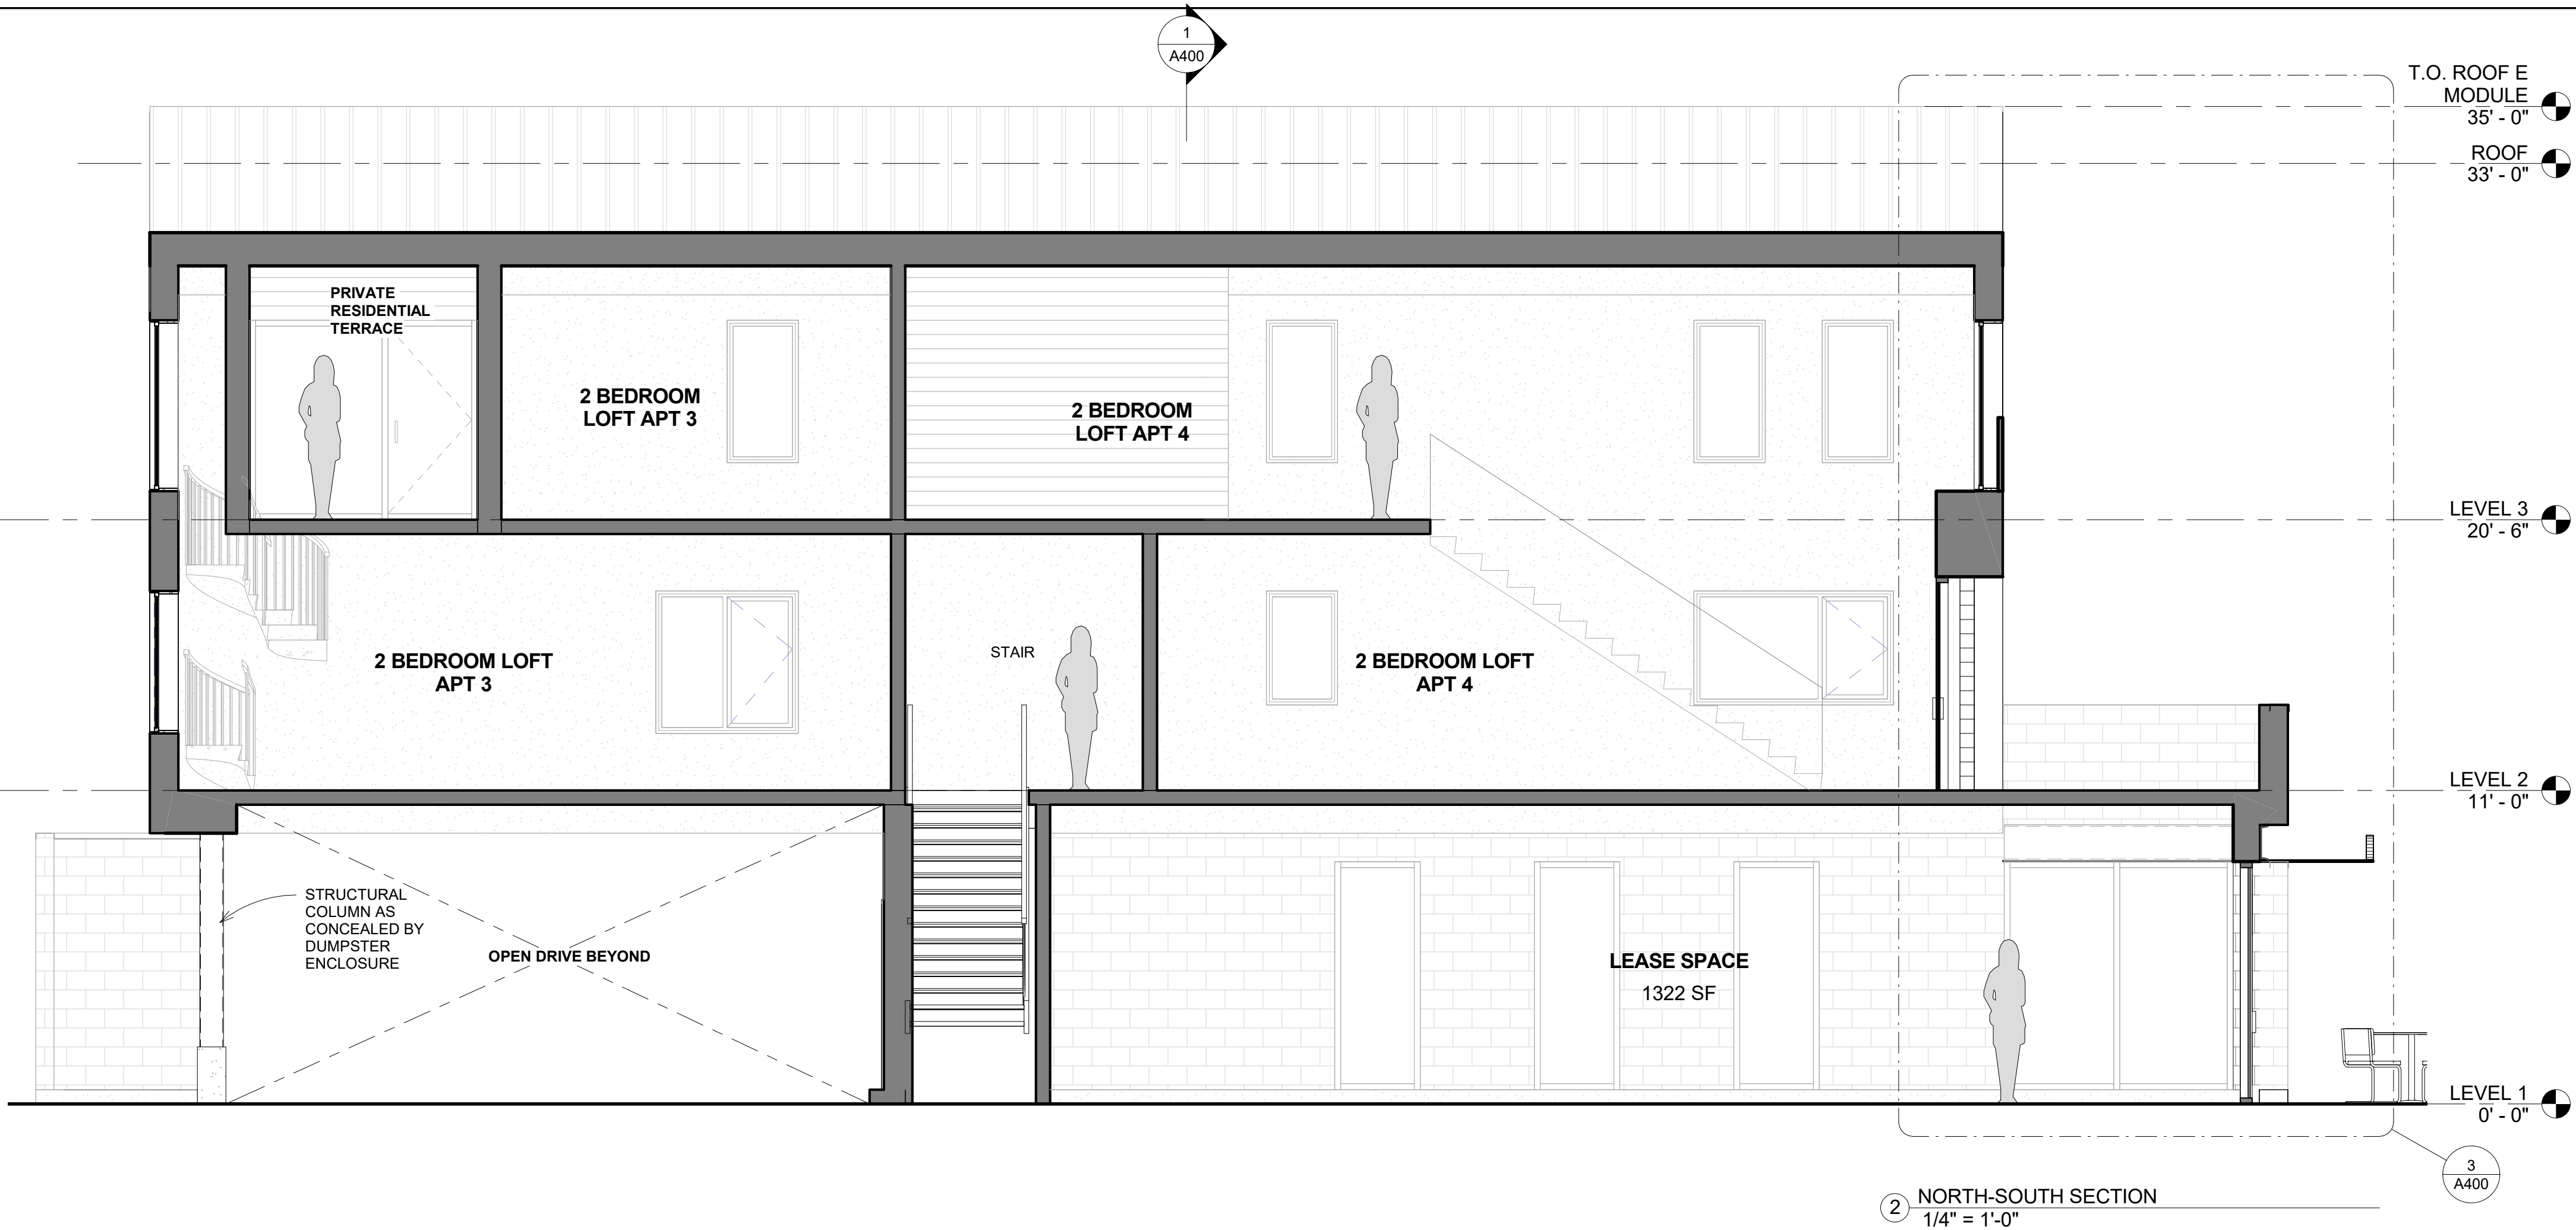 1
A400
T.O. ROOF E
MODULE
35' - 0"
ROOF
33' - 0"
PRIVATE
RESIDENTIAL
TERRACE
2 BEDROOM
LOFT APT 3
2 BEDROOM
LOFT APT 4
LEVEL 3
20' - 6"
2 BEDROOM LOFT
APT 3
STAIR
2 BEDROOM LOFT
APT 4
LEVEL 2
11' - 0"
STRUCTURAL
COLUMN AS
CONCEALED BY
DUMPSTER
ENCLOSURE
OPEN DRIVE BEYOND
LEASE SPACE
1322 SF
LEVEL 1
0' - 0"
3
A400
2
NORTH-SOUTH SECTION
1/4" = 1'-0"